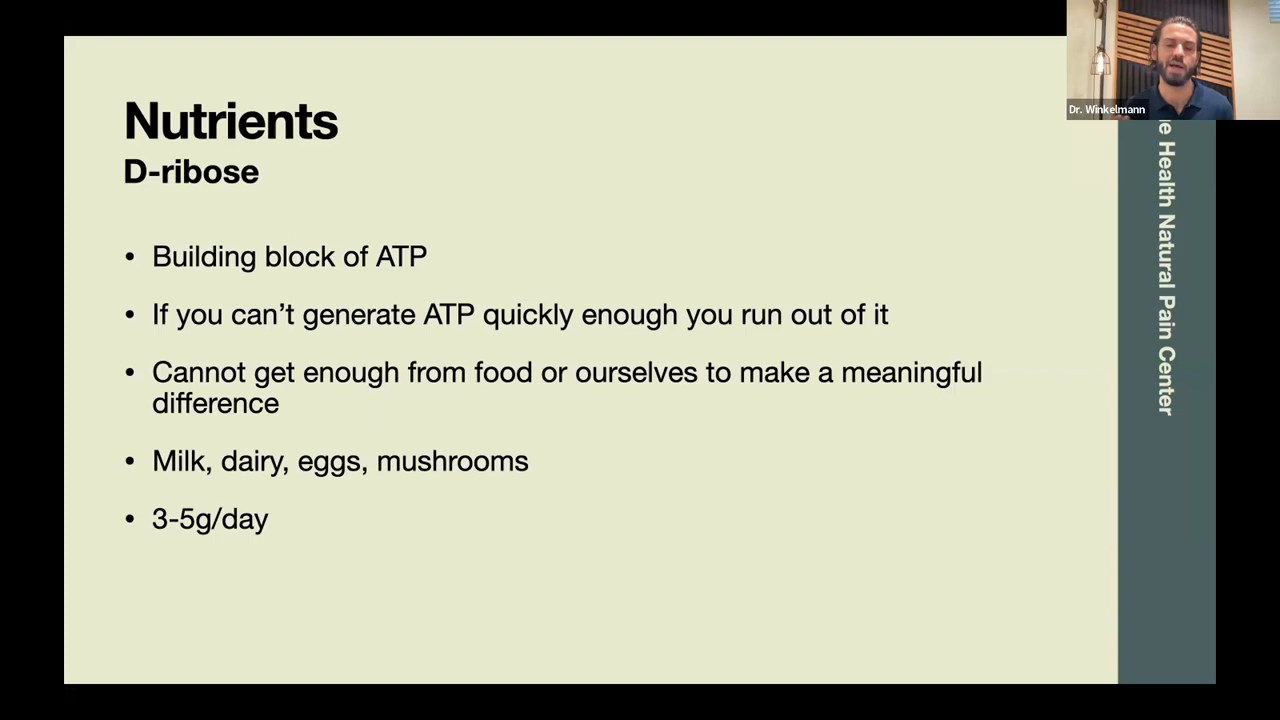 Nutrients
D-ribose
• Building block of ATP
• If you can’t generate ATP quickly enough you run out of it
• Cannot get enough from food or ourselves to make a meaningful
difference
• Milk, dairy, eggs, mushrooms
• 3-5g/day
Dr. Winkelmann
Health Natural Pain Center